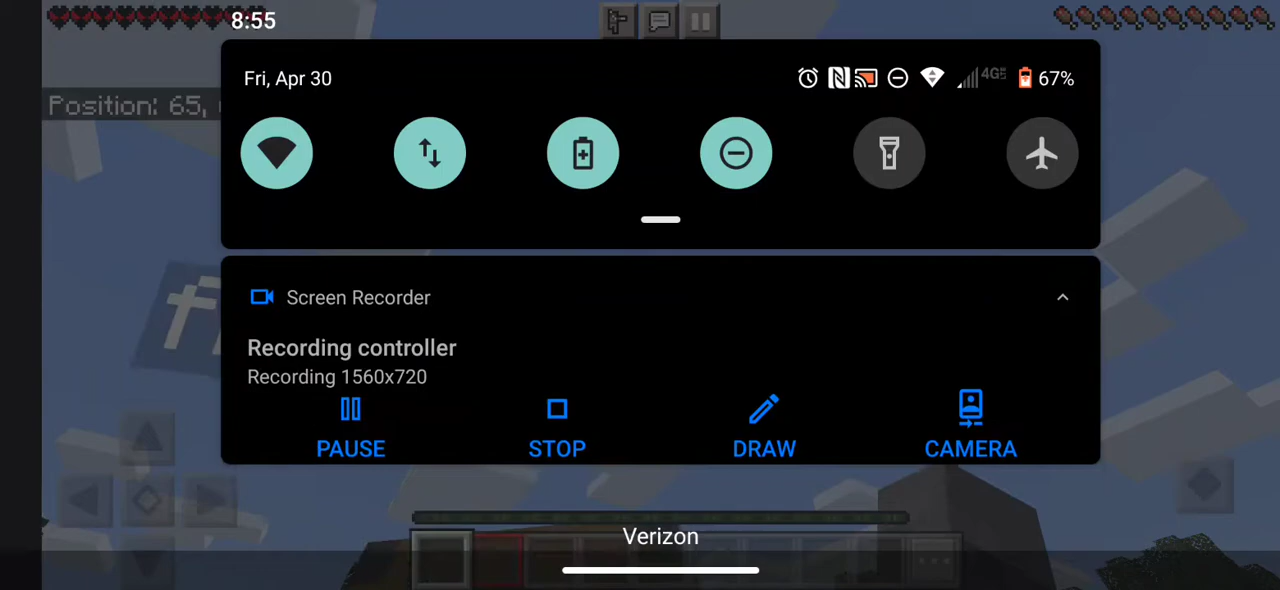 8:55
Fri, Apr 30
4GE 67%
Position: 65,
Screen Recorder
Recording controller
Recording 1560x720
PAUSE STOP DRAW CAMERA
Verizon